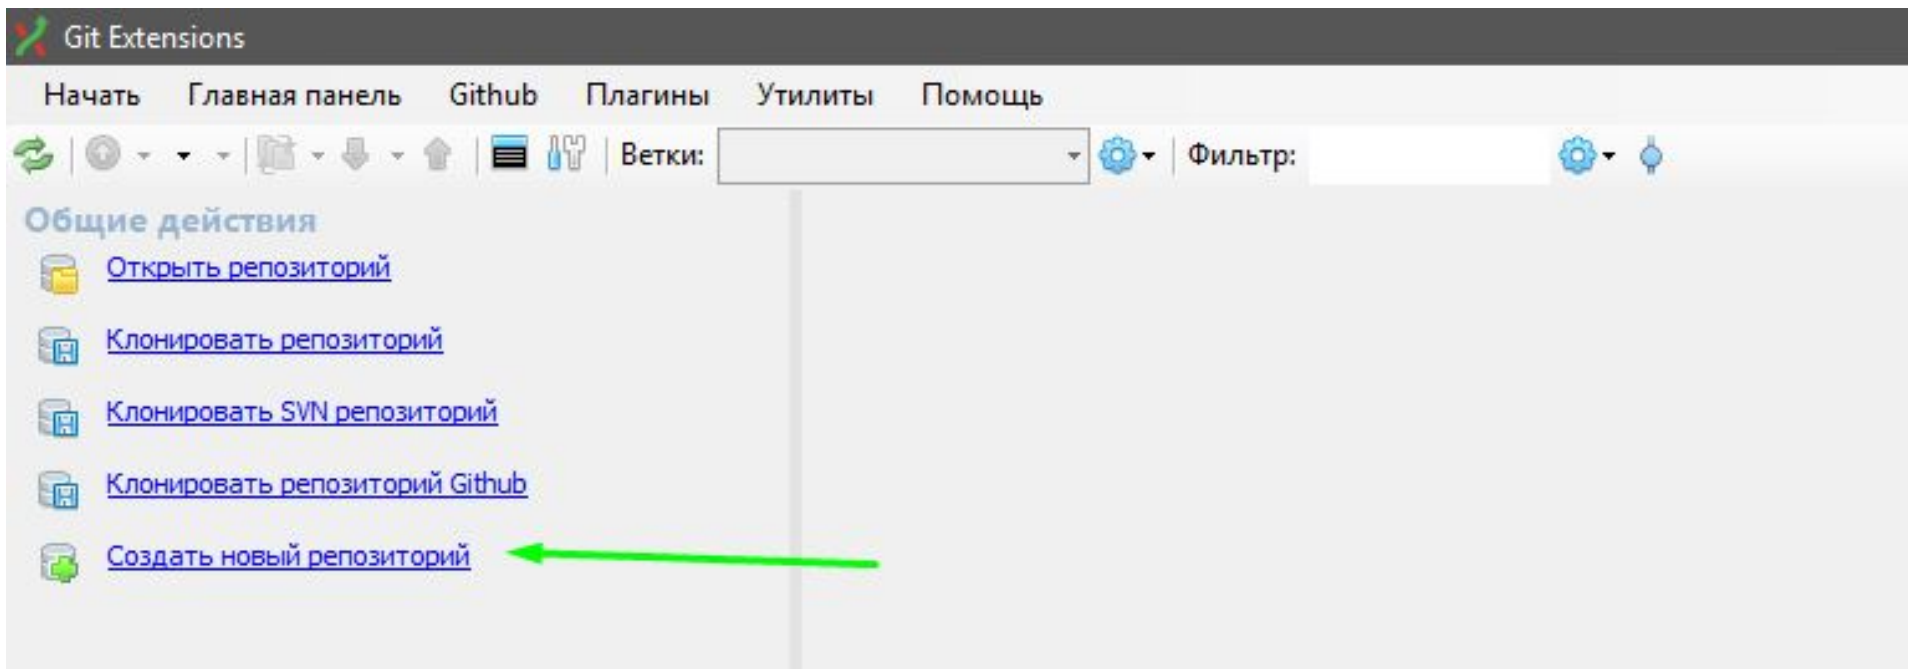 Git Extensions
Начать Главная панель Github Плагины Утилиты Помощь
Ветки: Фильтр:
Общие действия
Открыть репозиторий
Клонировать репозиторий
Клонировать SVN репозиторий
Клонировать репозиторий Github
Создать новый репозиторий